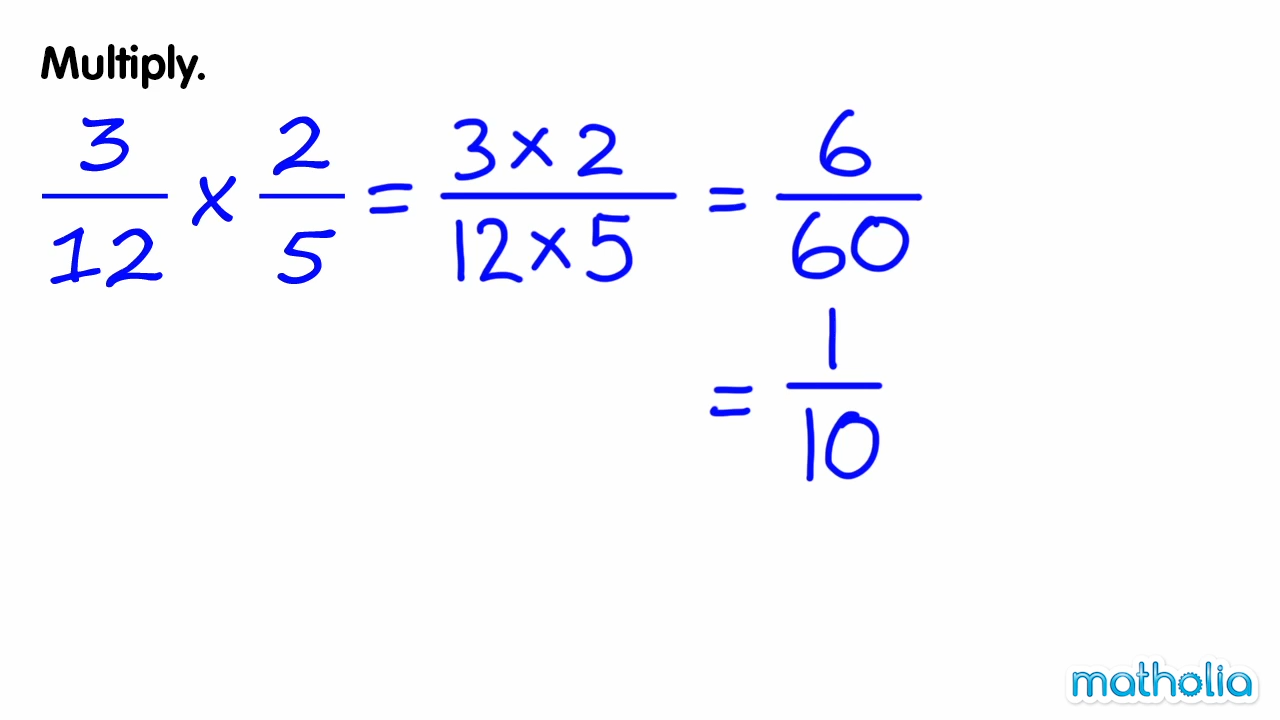 Multiply.
3/12 × 2/5 = 3 × 2/12 × 5 = 6/60
= 1/10
matholia